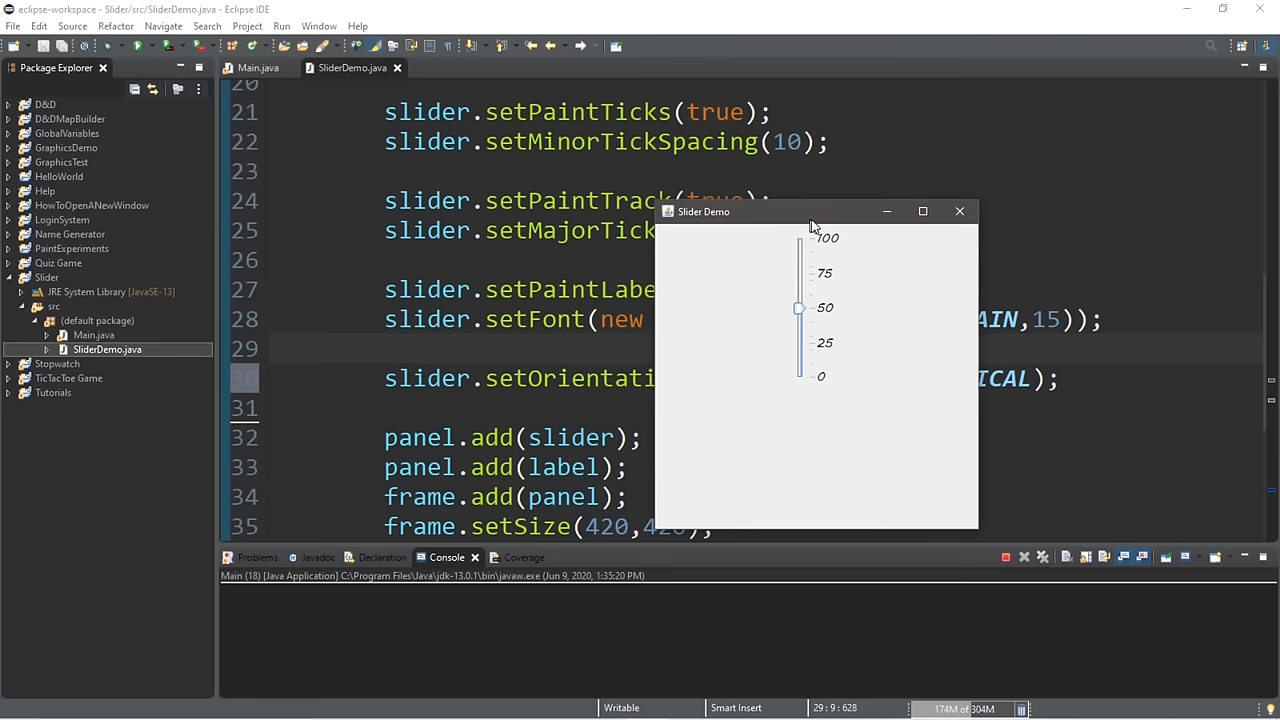 eclipse-workspace - Slider/src/SliderDemo.java - Eclipse IDE
File Edit Source Refactor Navigate Search Project Run Window Help
Package Explorer
Main.java SliderDemo.java
D&D
D&DMapBuilder
GlobalVariables
GraphicsDemo
GraphicsTest
HelloWorld
Help
HowToOpenANewWindow
LoginSystem
Name Generator
PaintExperiments
Quiz Game
Slider
JRE System Library [JavaSE-13]
src
(default package)
Main.java
SliderDemo.java
Stopwatch
TicTacToe Game
Tutorials
20
21 slider.setPaintTicks(true);
22 slider.setMinorTickSpacing(10);
23
24 slider.setPaintTrack(true);
25 slider.setMajorTick
26
27 slider.setPaintLabe
28 slider.setFont(new AIN,15));
29
30 slider.setOrientati ICAL);
31
32 panel.add(slider);
33 panel.add(label);
34 frame.add(panel);
35 frame.setSize(420,420);
Slider Demo
100
75
50
25
0
Problems Javadoc Declaration Console Coverage
Main (18) [Java Application] C:\Program Files\Java\jdk-13.0.1\bin\javaw.exe (Jun 9, 2020, 1:35:20 PM)
Writable Smart Insert 29 : 9 : 628 174M of 304M